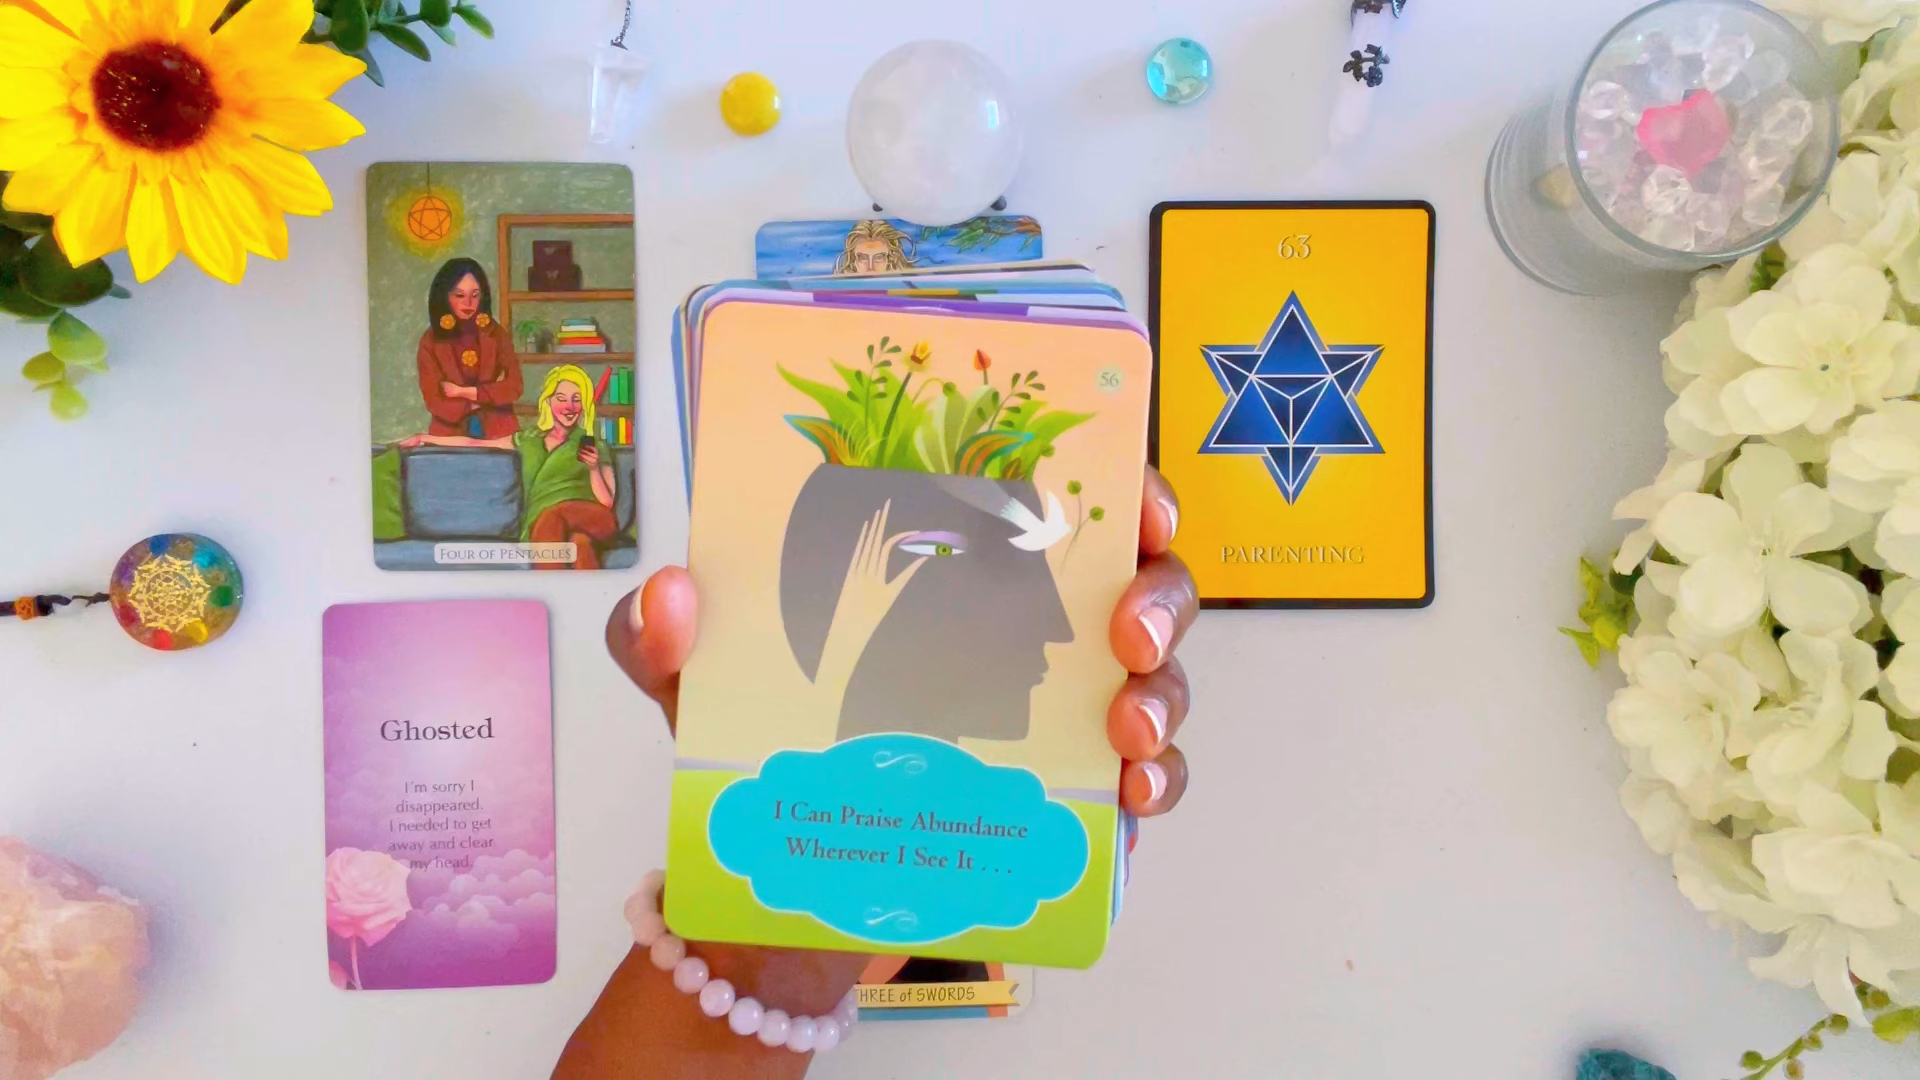 FOUR OF PENTACLES
63
PARENTING
56
I Can Praise Abundance
Wherever I See It . . .
Ghosted
I'm sorry I
disappeared.
I needed to get
away and clear
my head.
THREE of SWORDS